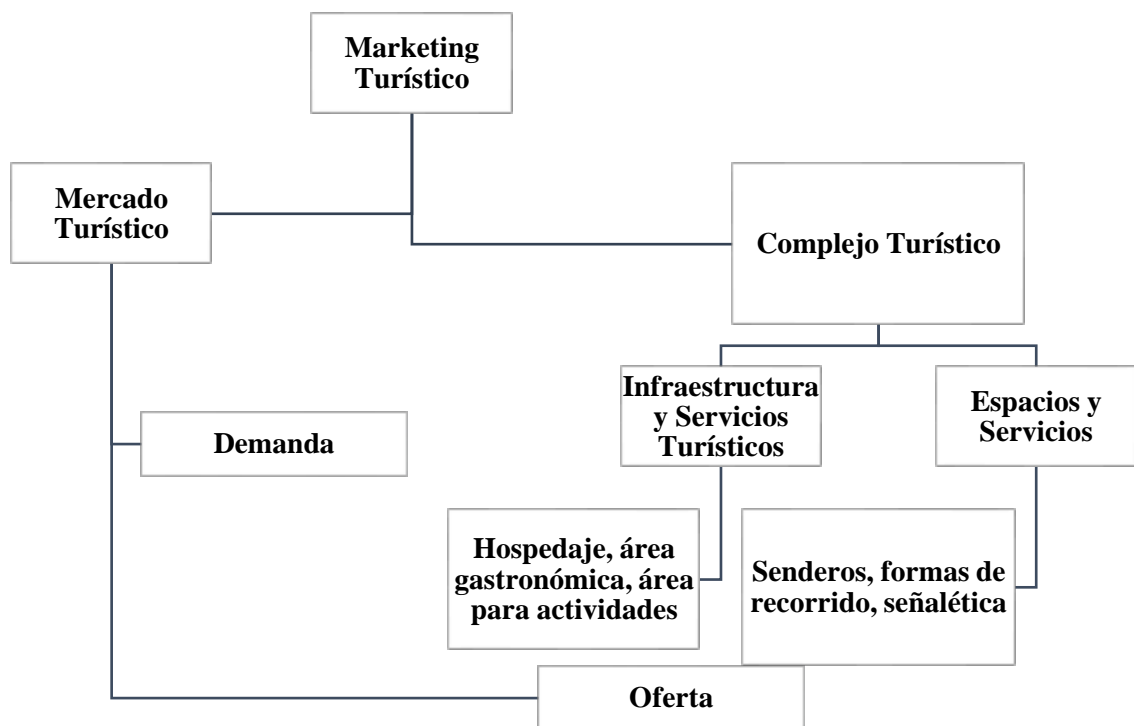 Marketing
Turístico
Mercado
Turístico
Complejo Turístico
Infraestructura
y Servicios
Turísticos
Espacios y
Servicios
Demanda
Hospedaje, área
gastronómica, área
para actividades
Senderos, formas de
recorrido, señalética
Oferta